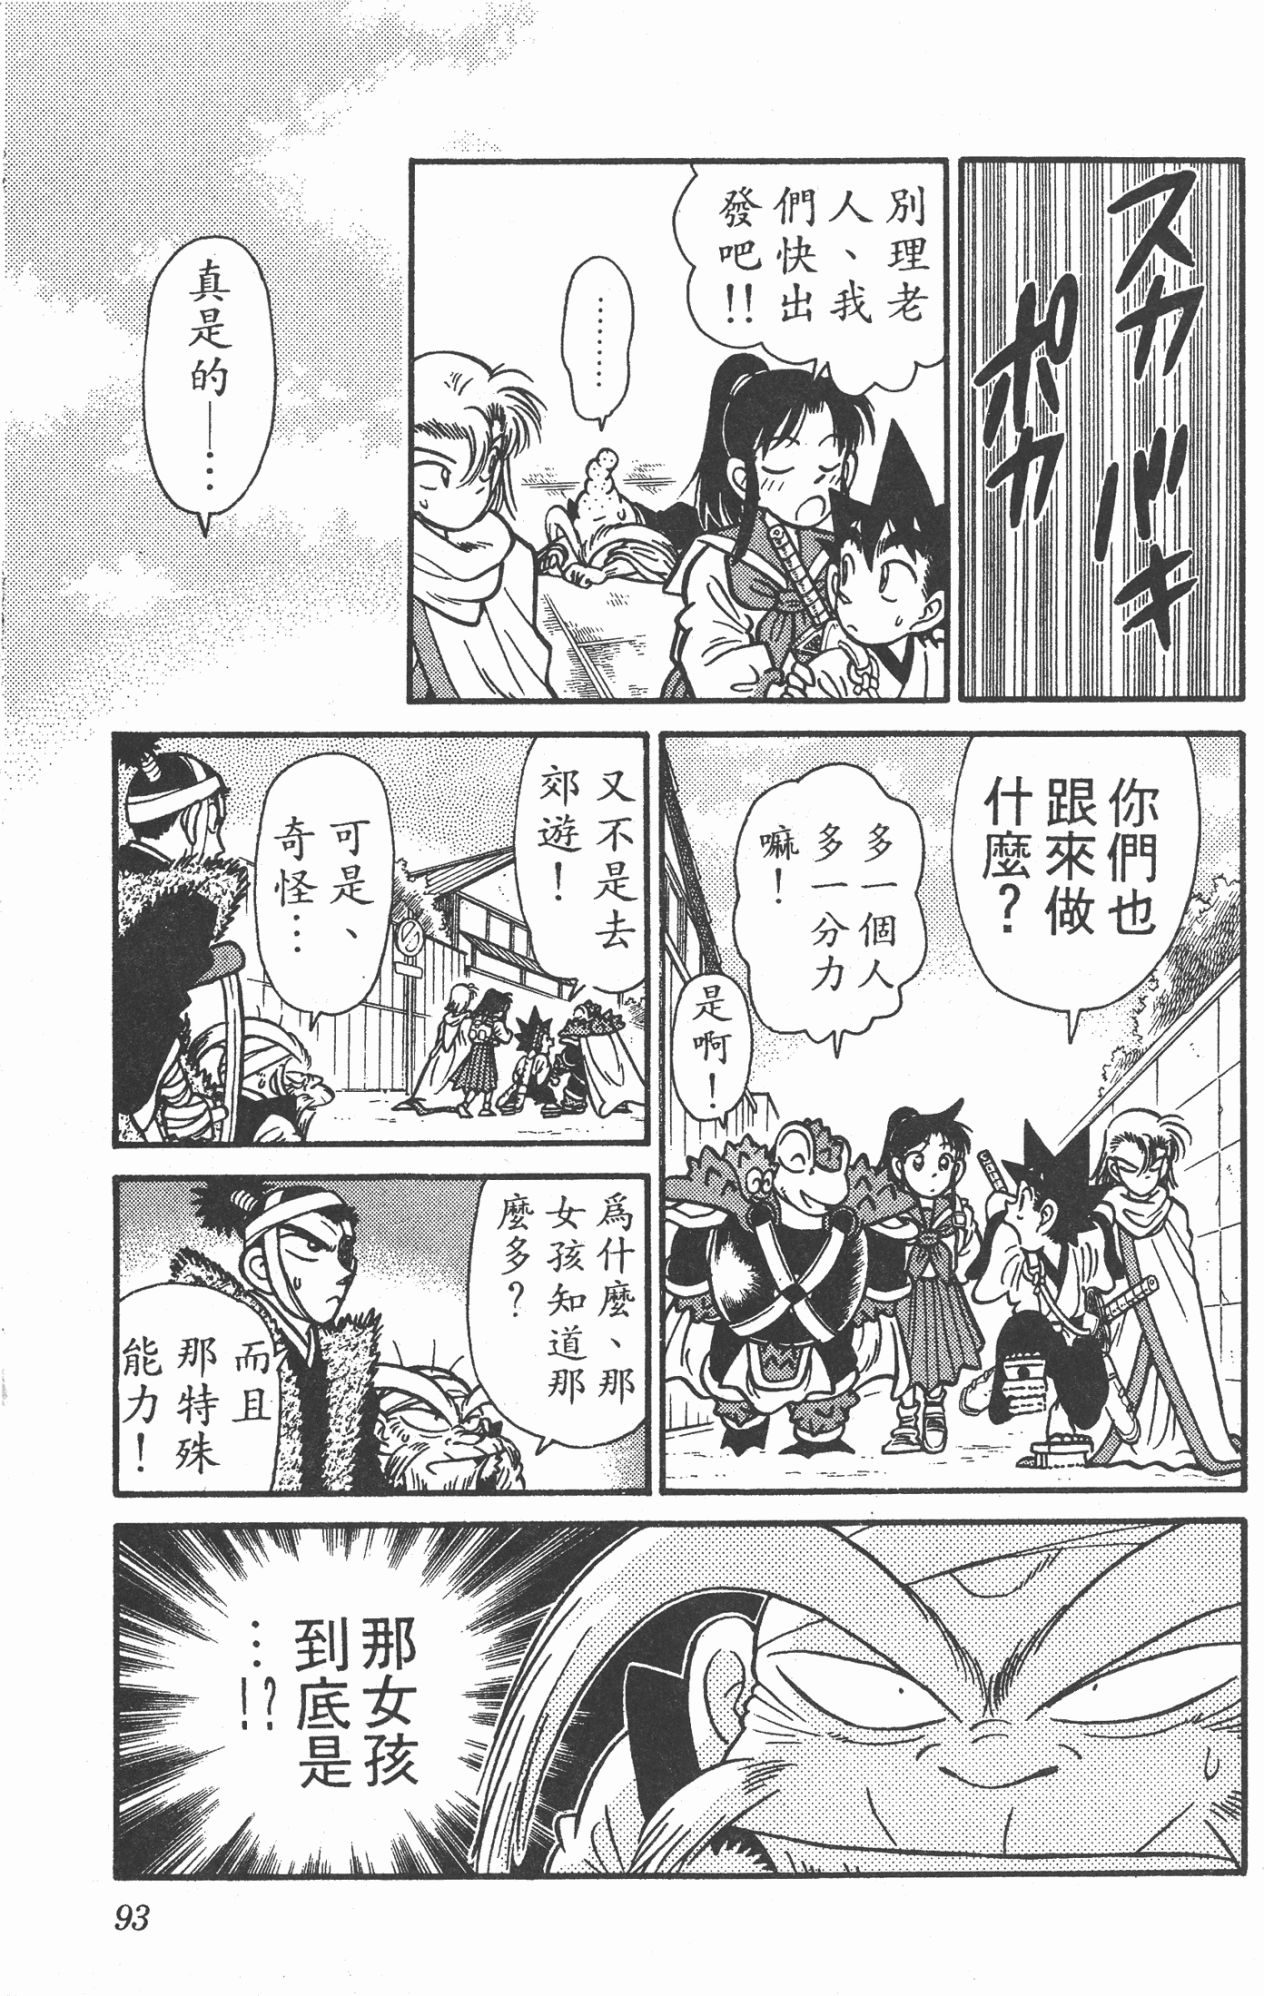 スカ
バキ
ポカ
別理老
人、我
們快出
發吧!!
………
真是的——…
你們也
跟來做
什麼？
多一個人
多一分力
嘛！
是啊！
又不是去
郊遊！
可是、
奇怪…
爲什麼、那
女孩知道那
麼多？
而且
那特殊
能力！
那女孩
到底是
…!?
93